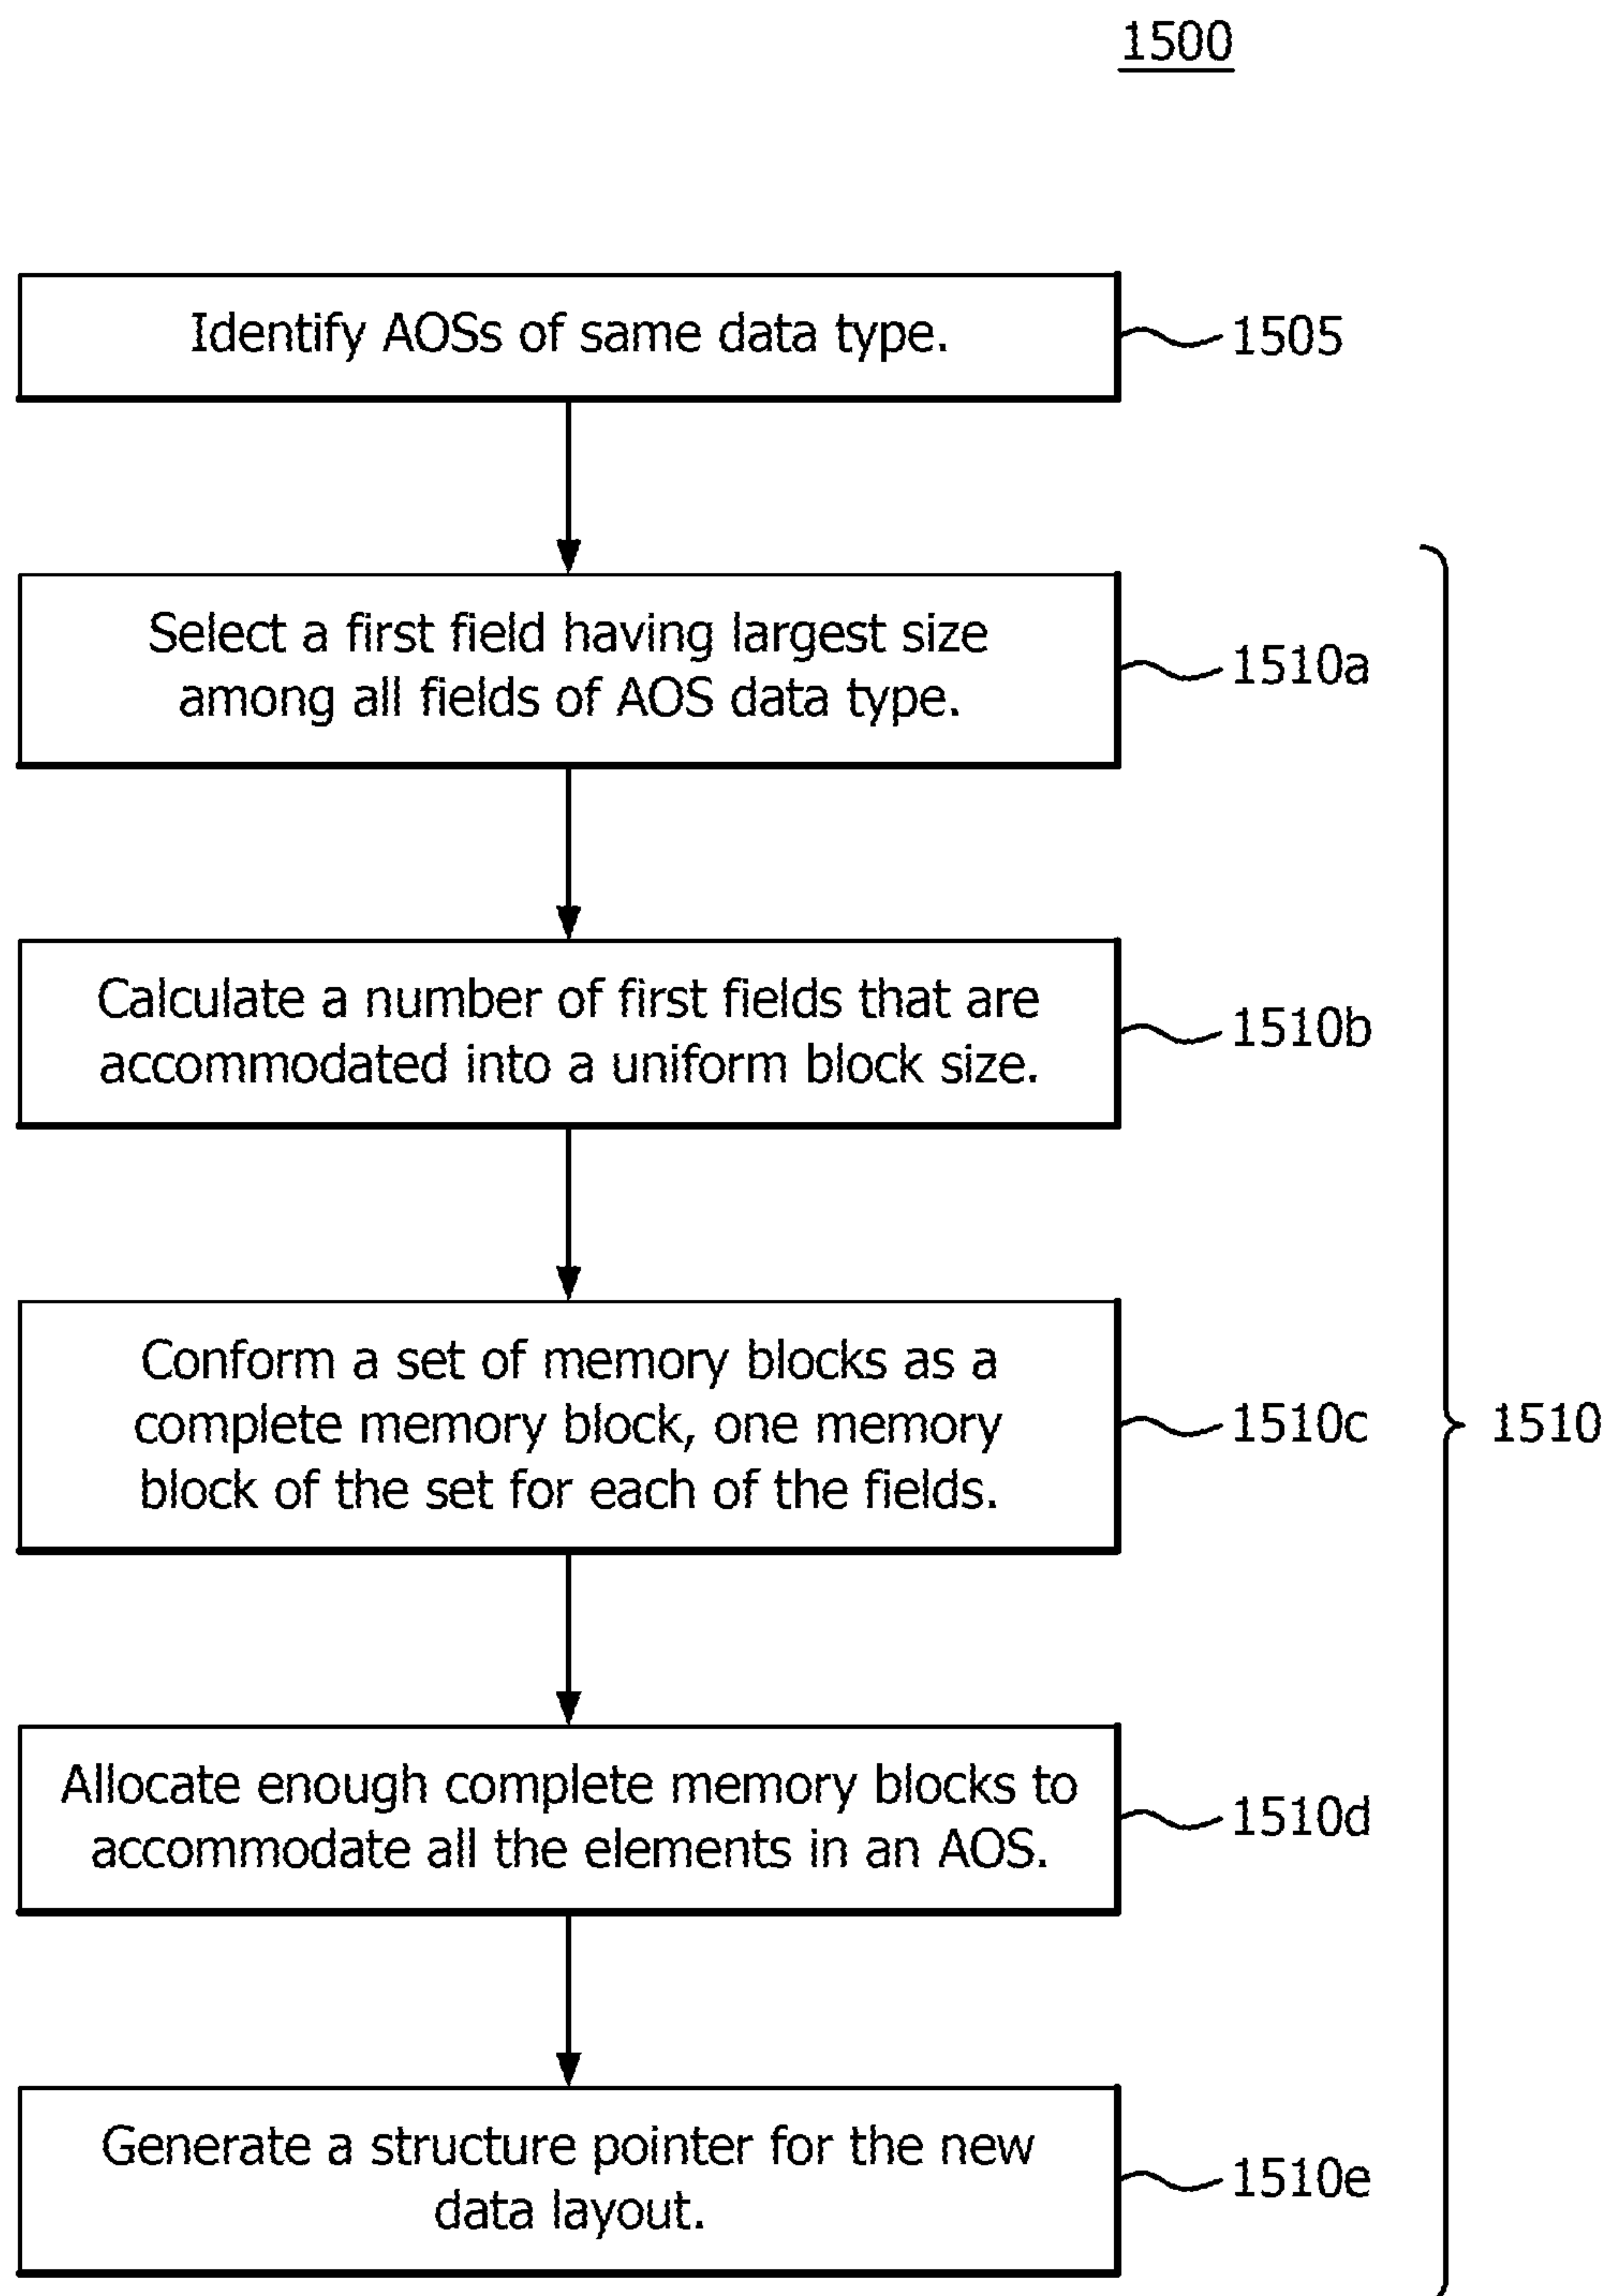 1500
Identify AOSs of same data type.
1505
Select a first field having largest size
among all fields of AOS data type.
1510a
Calculate a number of first fields that are
accommodated into a uniform block size.
1510b
Conform a set of memory blocks as a
complete memory block, one memory
block of the set for each of the fields.
1510c
1510
Allocate enough complete memory blocks to
accommodate all the elements in an AOS.
1510d
Generate a structure pointer for the new
data layout.
1510e